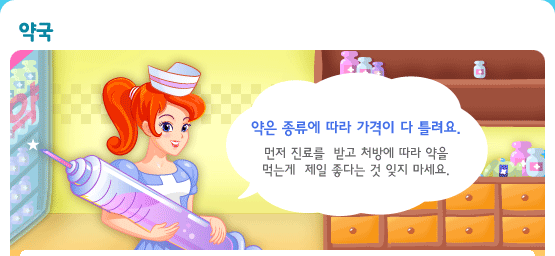 약국
약은 종류에 따라 가격이 다 틀려요.
먼저 진료를 받고 처방에 따라 약을
먹는게 제일 좋다는 것 잊지 마세요.